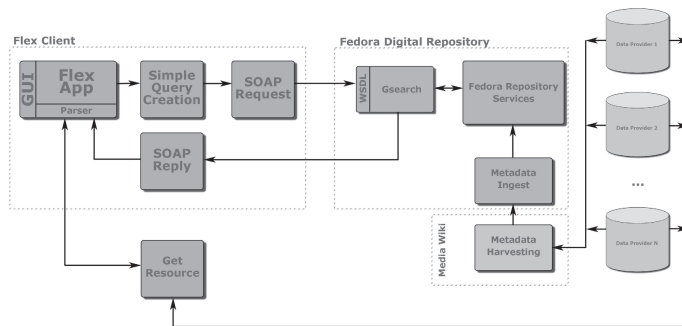 Flex Client
GUI
Flex
App
Parser
Simple
Query
Creation
SOAP
Request
SOAP
Reply
Get
Resource
Fedora Digital Repository
WSDL
Gsearch
Fedora Repository
Services
Metadata
Ingest
Media Wiki
Metadata
Harvesting
Data Provider 1
Data Provider 2
...
Data Provider N